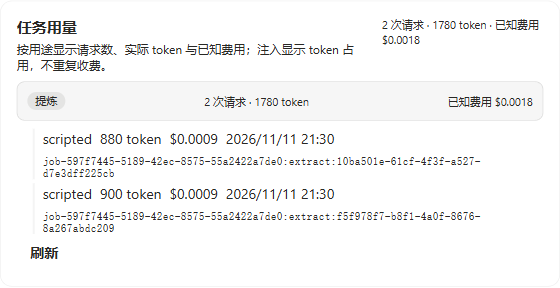 任务用量
2 次请求 · 1780 token · 已知费用
$0.0018
按用途显示请求数、实际 token 与已知费用；注入显示 token 占
用，不重复收费。
提炼 2 次请求 · 1780 token 已知费用 $0.0018
scripted 880 token $0.0009 2026/11/11 21:30
job-597f7445-5189-42ec-8575-55a2422a7de0:extract:10ba501e-61cf-4f3f-a527-
d7e3dff225cb
scripted 900 token $0.0009 2026/11/11 21:30
job-597f7445-5189-42ec-8575-55a2422a7de0:extract:f5f978f7-b8f1-4a0f-8676-
8a267abdc209
刷新